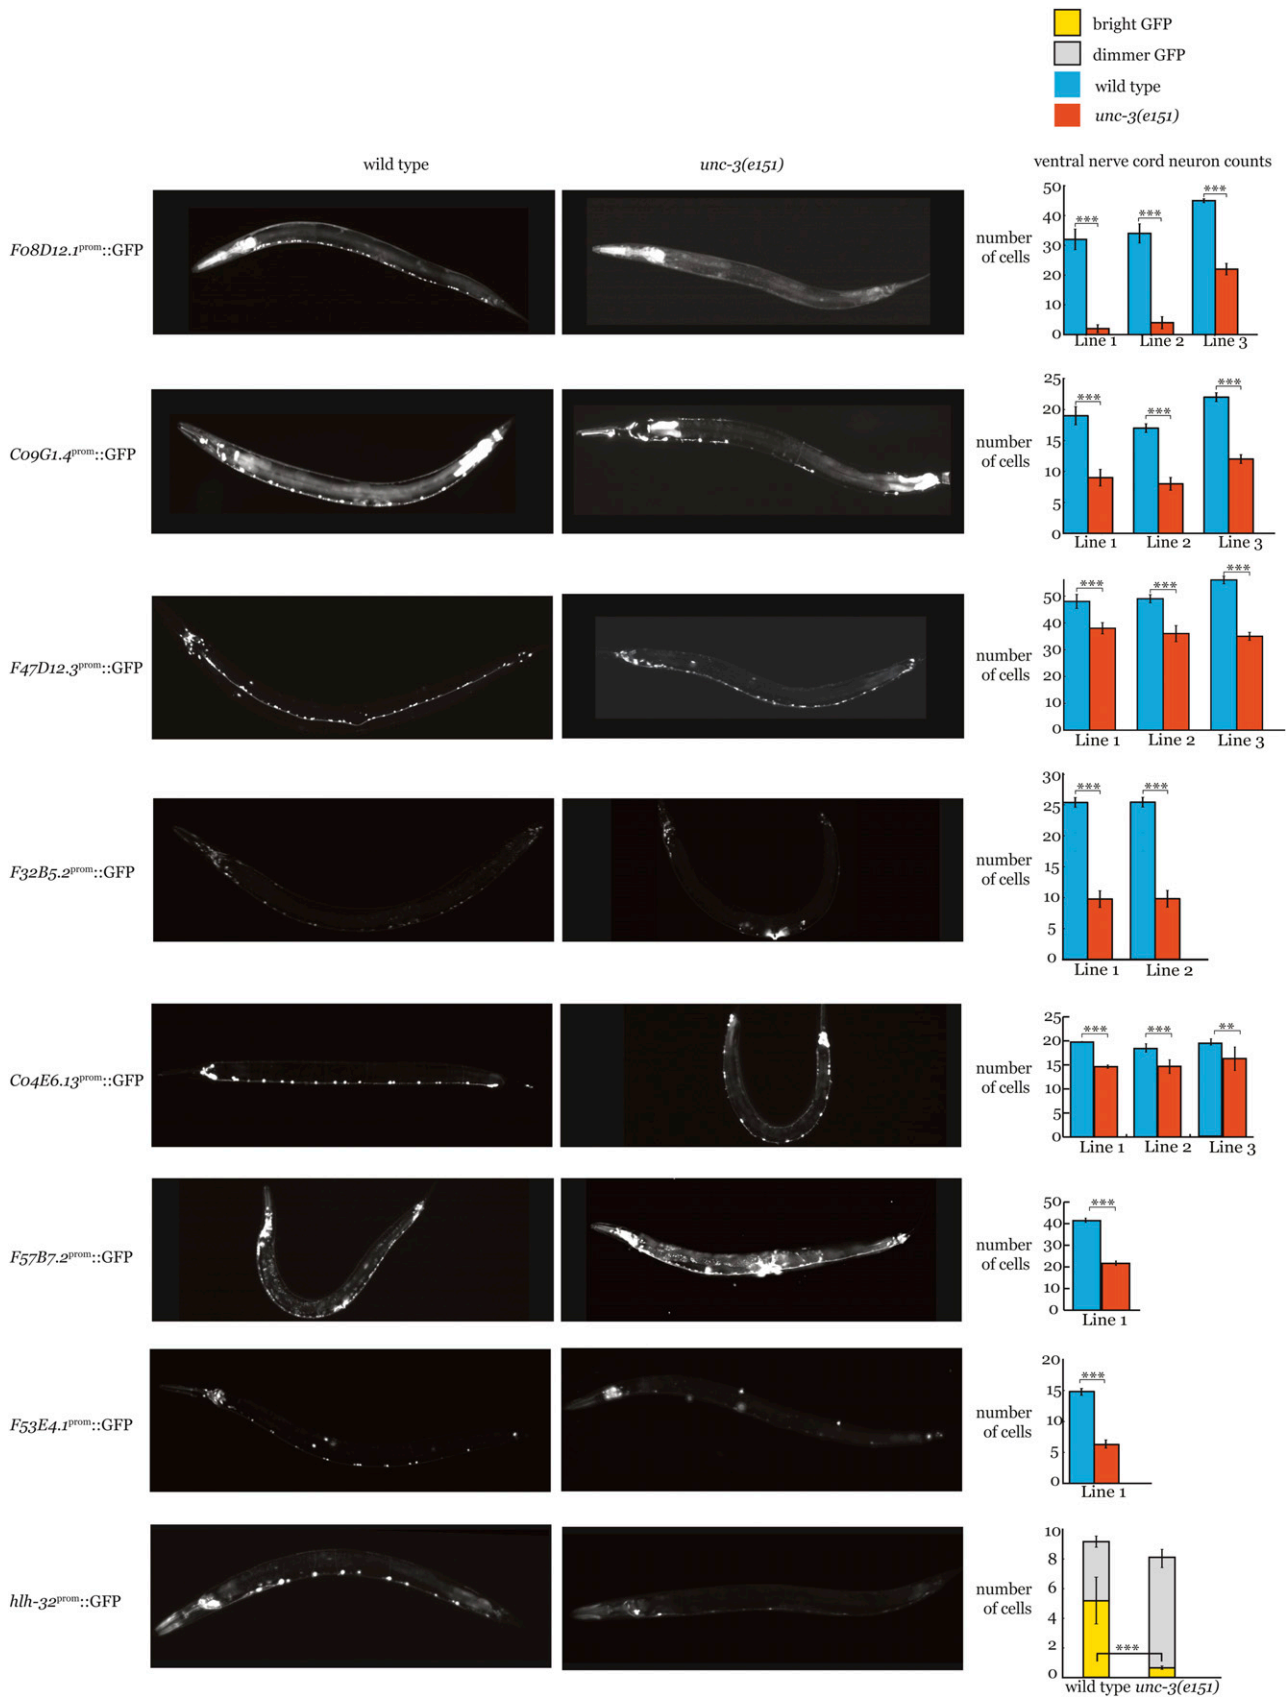 bright GFP
dimmer GFP
wild type
unc-3(e151)
wild type
unc-3(e151)
ventral nerve cord neuron counts
F08D12.1prom::GFP
number
of cells
50
40
30
20
10
0
***
***
***
Line 1
Line 2
Line 3
C09G1.4prom::GFP
number
of cells
25
20
15
10
5
0
***
***
***
Line 1
Line 2
Line 3
F47D12.3prom::GFP
number
of cells
50
40
30
20
10
0
***
***
***
Line 1
Line 2
Line 3
F32B5.2prom::GFP
number
of cells
30
25
20
15
10
5
0
***
***
Line 1
Line 2
C04E6.13prom::GFP
number
of cells
25
20
15
10
5
0
***
***
**
Line 1
Line 2
Line 3
F57B7.2prom::GFP
number
of cells
50
40
30
20
10
0
***
Line 1
F53E4.1prom::GFP
number
of cells
20
15
10
5
0
***
Line 1
hlh-32prom::GFP
number
of cells
10
8
6
4
2
0
***
wild type unc-3(e151)